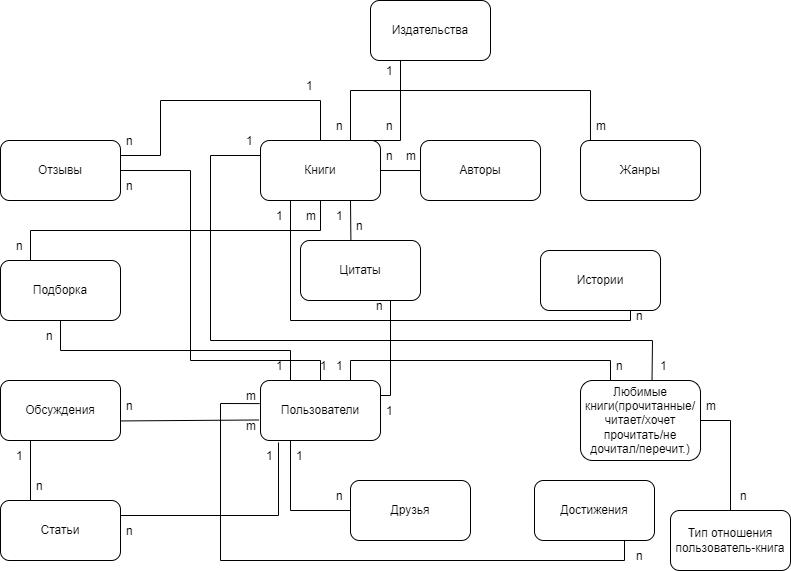 Издательства
1
1
n
n
m
n
1
Отзывы
Книги
n
m
Авторы
Жанры
n
1
m
1
n
n
Подборка
Цитаты
Истории
n
n
n
1
1
1
n
1
Обсуждения
n
m
m
Пользователи
1
Любимые
книги(прочитанные/
читает/хочет
прочитать/не
дочитал/перечит.)
m
1
n
1
1
n
n
Статьи
n
Друзья
Достижения
n
Тип отношения
пользователь-книга